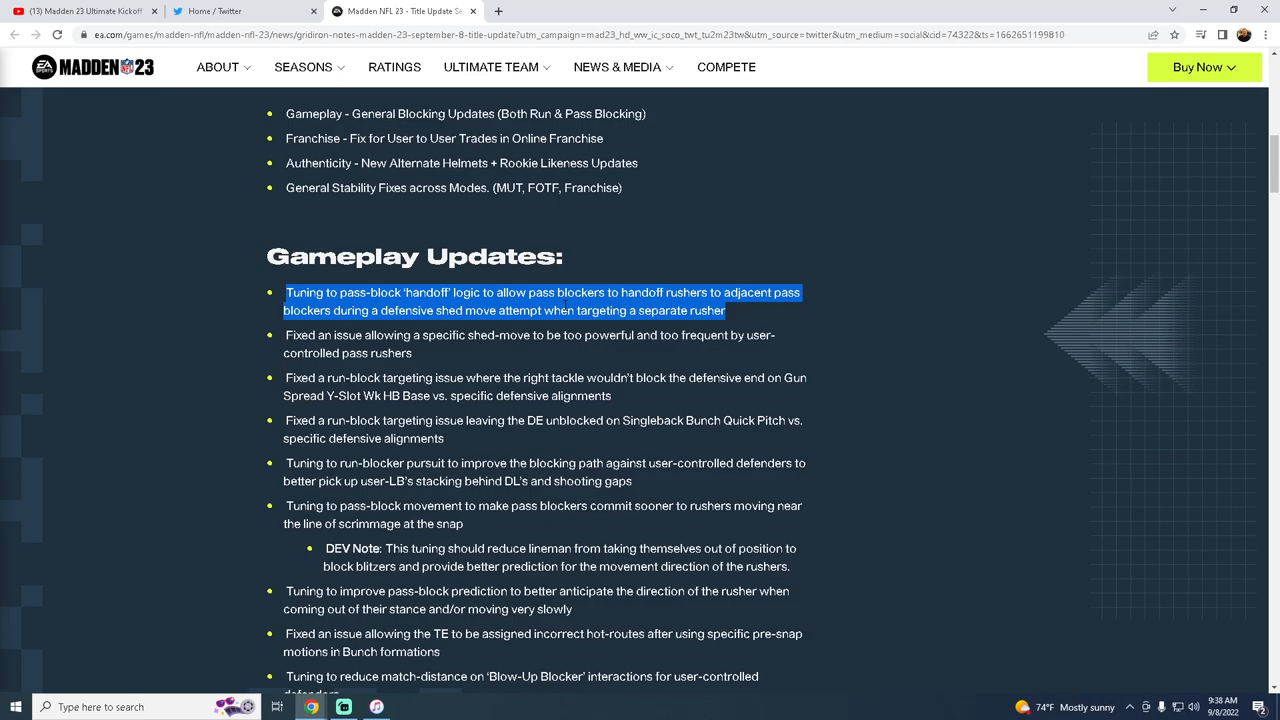 (13) Madden 23 Ultimate Kickoff
Home / Twitter
Madden NFL 23 - Title Update Se
ea.com/games/madden-nfl/madden-nfl-23/news/gridiron-notes-madden-23-september-8-title-update?utm_campaign=mad23_hd_ww_ic_soco_twt_tu2m23tw&utm_source=twitter&utm_medium=social&cid=74322&ts=1662651199810
EA SPORTS MADDEN NFL 23
ABOUT
SEASONS
RATINGS
ULTIMATE TEAM
NEWS & MEDIA
COMPETE
Buy Now
Gameplay - General Blocking Updates (Both Run & Pass Blocking)
Franchise - Fix for User to User Trades in Online Franchise
Authenticity - New Alternate Helmets + Rookie Likeness Updates
General Stability Fixes across Modes. (MUT, FOTF, Franchise)
Gameplay Updates:
Tuning to pass-block ‘handoff’ logic to allow pass blockers to handoff rushers to adjacent pass
blockers during a defensive shed move attempt when targeting a separate rusher
Fixed an issue allowing a specific shed-move to be too powerful and too frequent by user-
controlled pass rushers
Fixed a run-block targeting issue where the right tackle wouldn’t block the defensive end on Gun
Spread Y-Slot Wk HB Base vs. specific defensive alignments
Fixed a run-block targeting issue leaving the DE unblocked on Singleback Bunch Quick Pitch vs.
specific defensive alignments
Tuning to run-blocker pursuit to improve the blocking path against user-controlled defenders to
better pick up user-LB’s stacking behind DL’s and shooting gaps
Tuning to pass-block movement to make pass blockers commit sooner to rushers moving near
the line of scrimmage at the snap
DEV Note: This tuning should reduce lineman from taking themselves out of position to
block blitzers and provide better prediction for the movement direction of the rushers.
Tuning to improve pass-block prediction to better anticipate the direction of the rusher when
coming out of their stance and/or moving very slowly
Fixed an issue allowing the TE to be assigned incorrect hot-routes after using specific pre-snap
motions in Bunch formations
Tuning to reduce match-distance on ‘Blow-Up Blocker’ interactions for user-controlled
defenders
Type here to search
74°F Mostly sunny
9:38 AM
9/8/2022
2